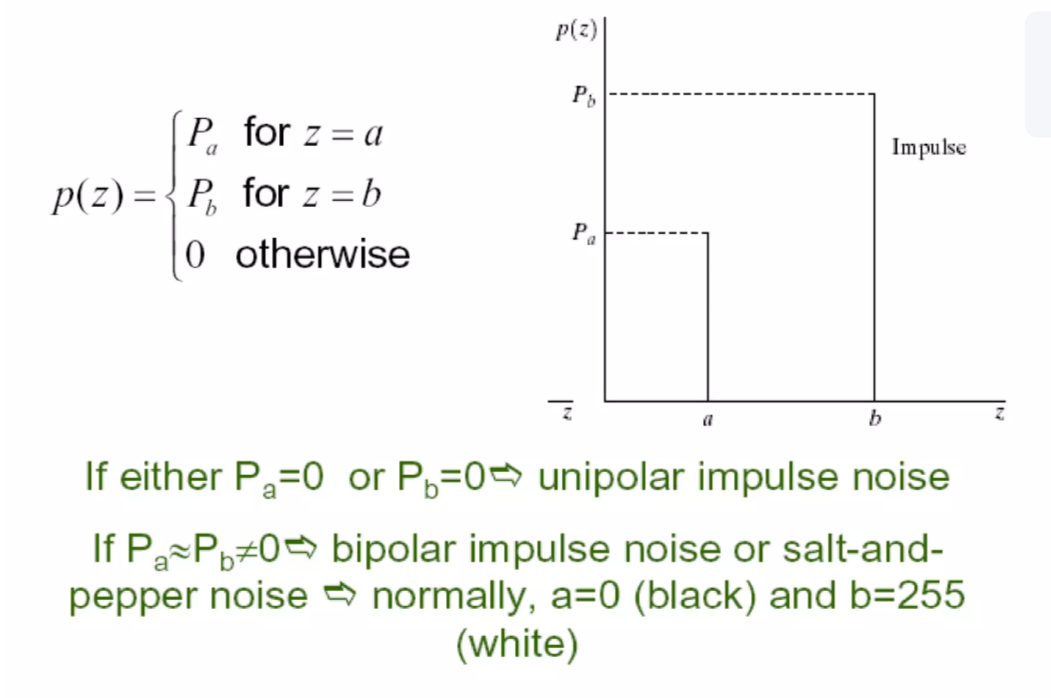 p(z) = { P_a for z = a
P_b for z = b
0 otherwise
p(z)
P_b
Impulse
P_a
z a b z
If either P_a=0 or P_b=0⇨ unipolar impulse noise
If P_a≈P_b≠0⇨ bipolar impulse noise or salt-and-
pepper noise ⇨ normally, a=0 (black) and b=255
(white)